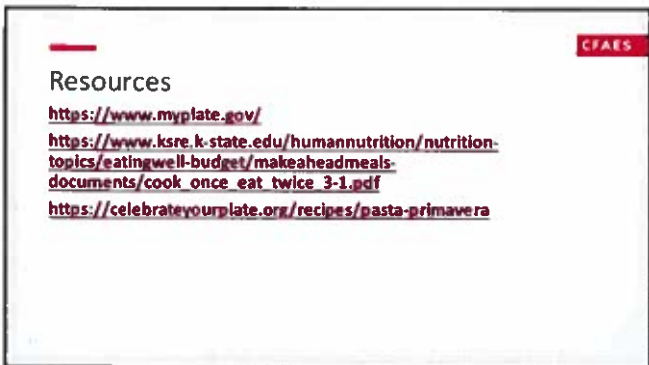 CFAES
Resources
https://www.myplate.gov/
https://www.ksre.k-state.edu/humannutrition/nutrition-
topics/eatingwell-budget/makeaheadmeals-
documents/cook_once_eat_twice_3-1.pdf
https://celebrateyourplate.org/recipes/pasta-primavera